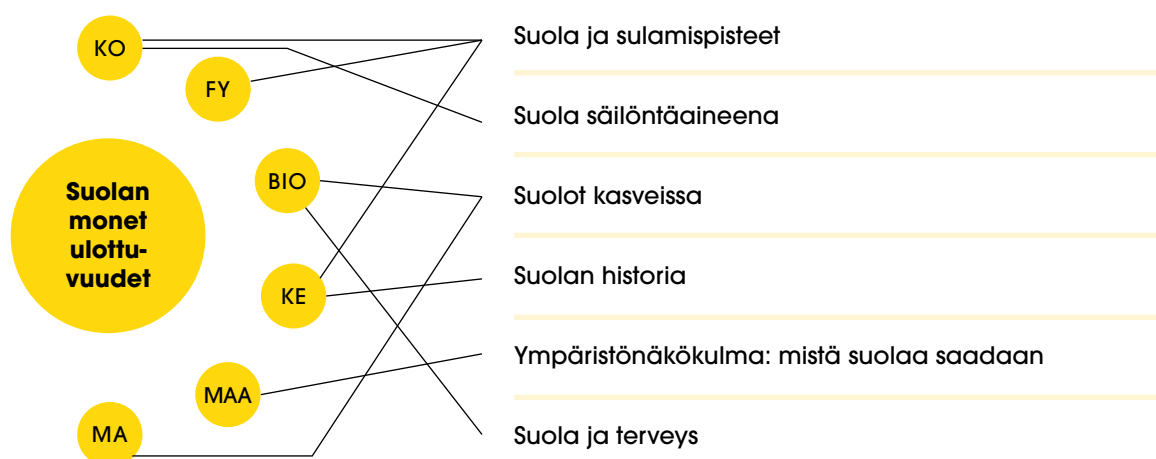 KO
FY
BIO
KE
MAA
MA
Suolan
monet
ulottu-
vuudet
Suola ja sulamispisteet
Suola säilöntäaineena
Suolot kasveissa
Suolan historia
Ympäristönäkökulma: mistä suolaa saadaan
Suola ja terveys